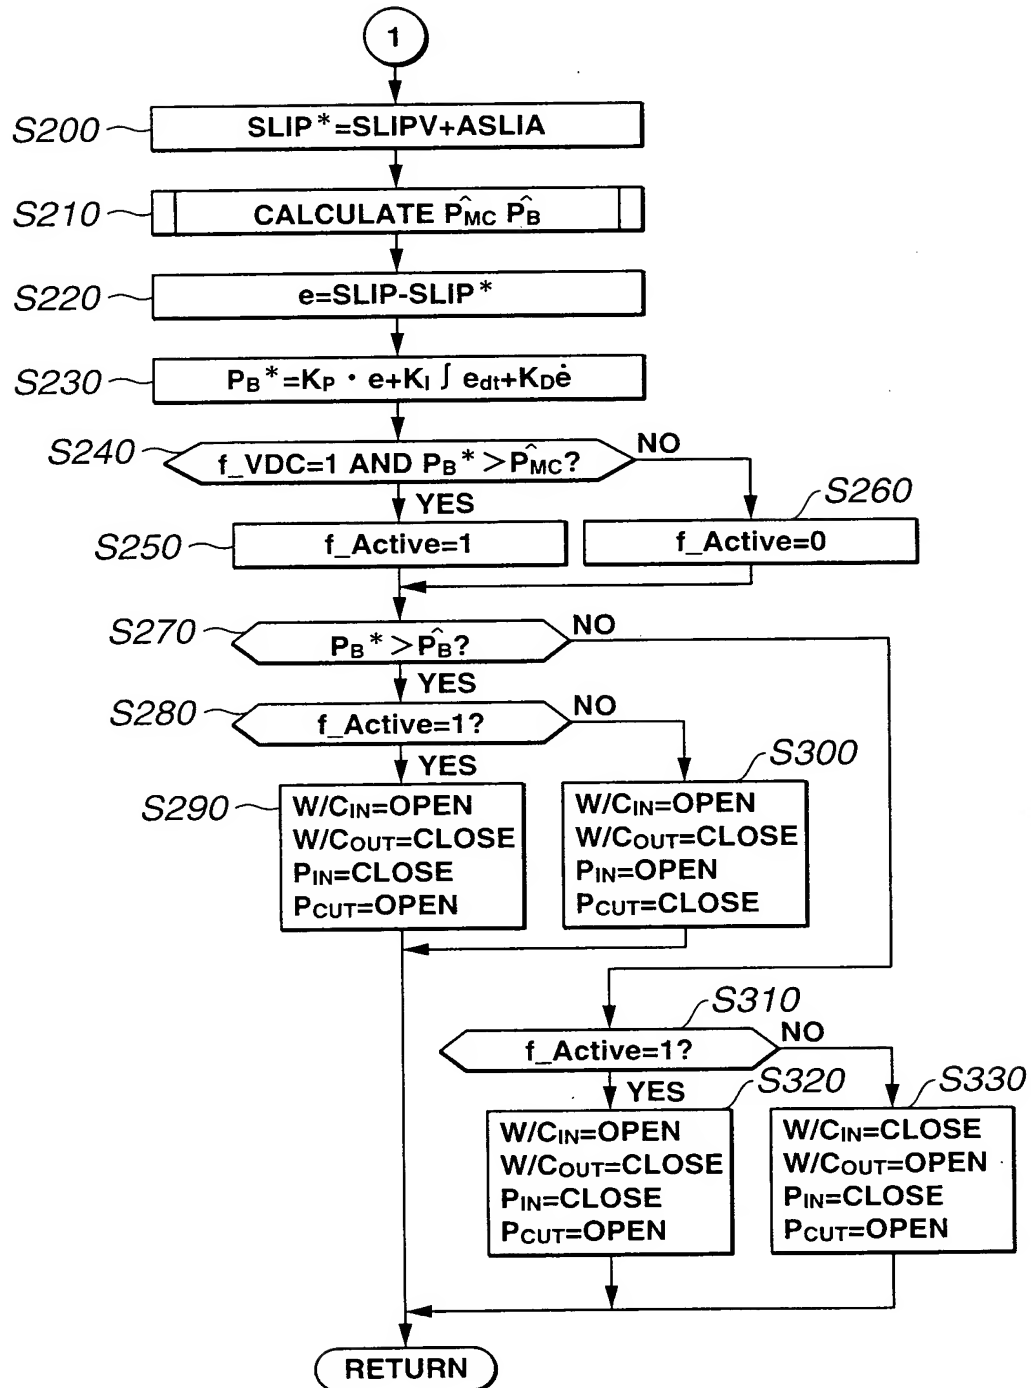 1
S200
SLIP*=SLIPV+ASLIA
S210
CALCULATE P̂MC P̂B
S220
e=SLIP-SLIP*
S230
PB*=KP・e+KI∫edt+KDė
S240
f_VDC=1 AND PB*>P̂MC?
NO
YES
S250
f_Active=1
S260
f_Active=0
S270
PB*>P̂B?
NO
YES
S280
f_Active=1?
NO
YES
S290
W/CIN=OPEN
W/COUT=CLOSE
PIN=CLOSE
PCUT=OPEN
S300
W/CIN=OPEN
W/COUT=CLOSE
PIN=OPEN
PCUT=CLOSE
S310
f_Active=1?
NO
YES
S320
W/CIN=OPEN
W/COUT=CLOSE
PIN=CLOSE
PCUT=OPEN
S330
W/CIN=CLOSE
W/COUT=OPEN
PIN=CLOSE
PCUT=OPEN
RETURN